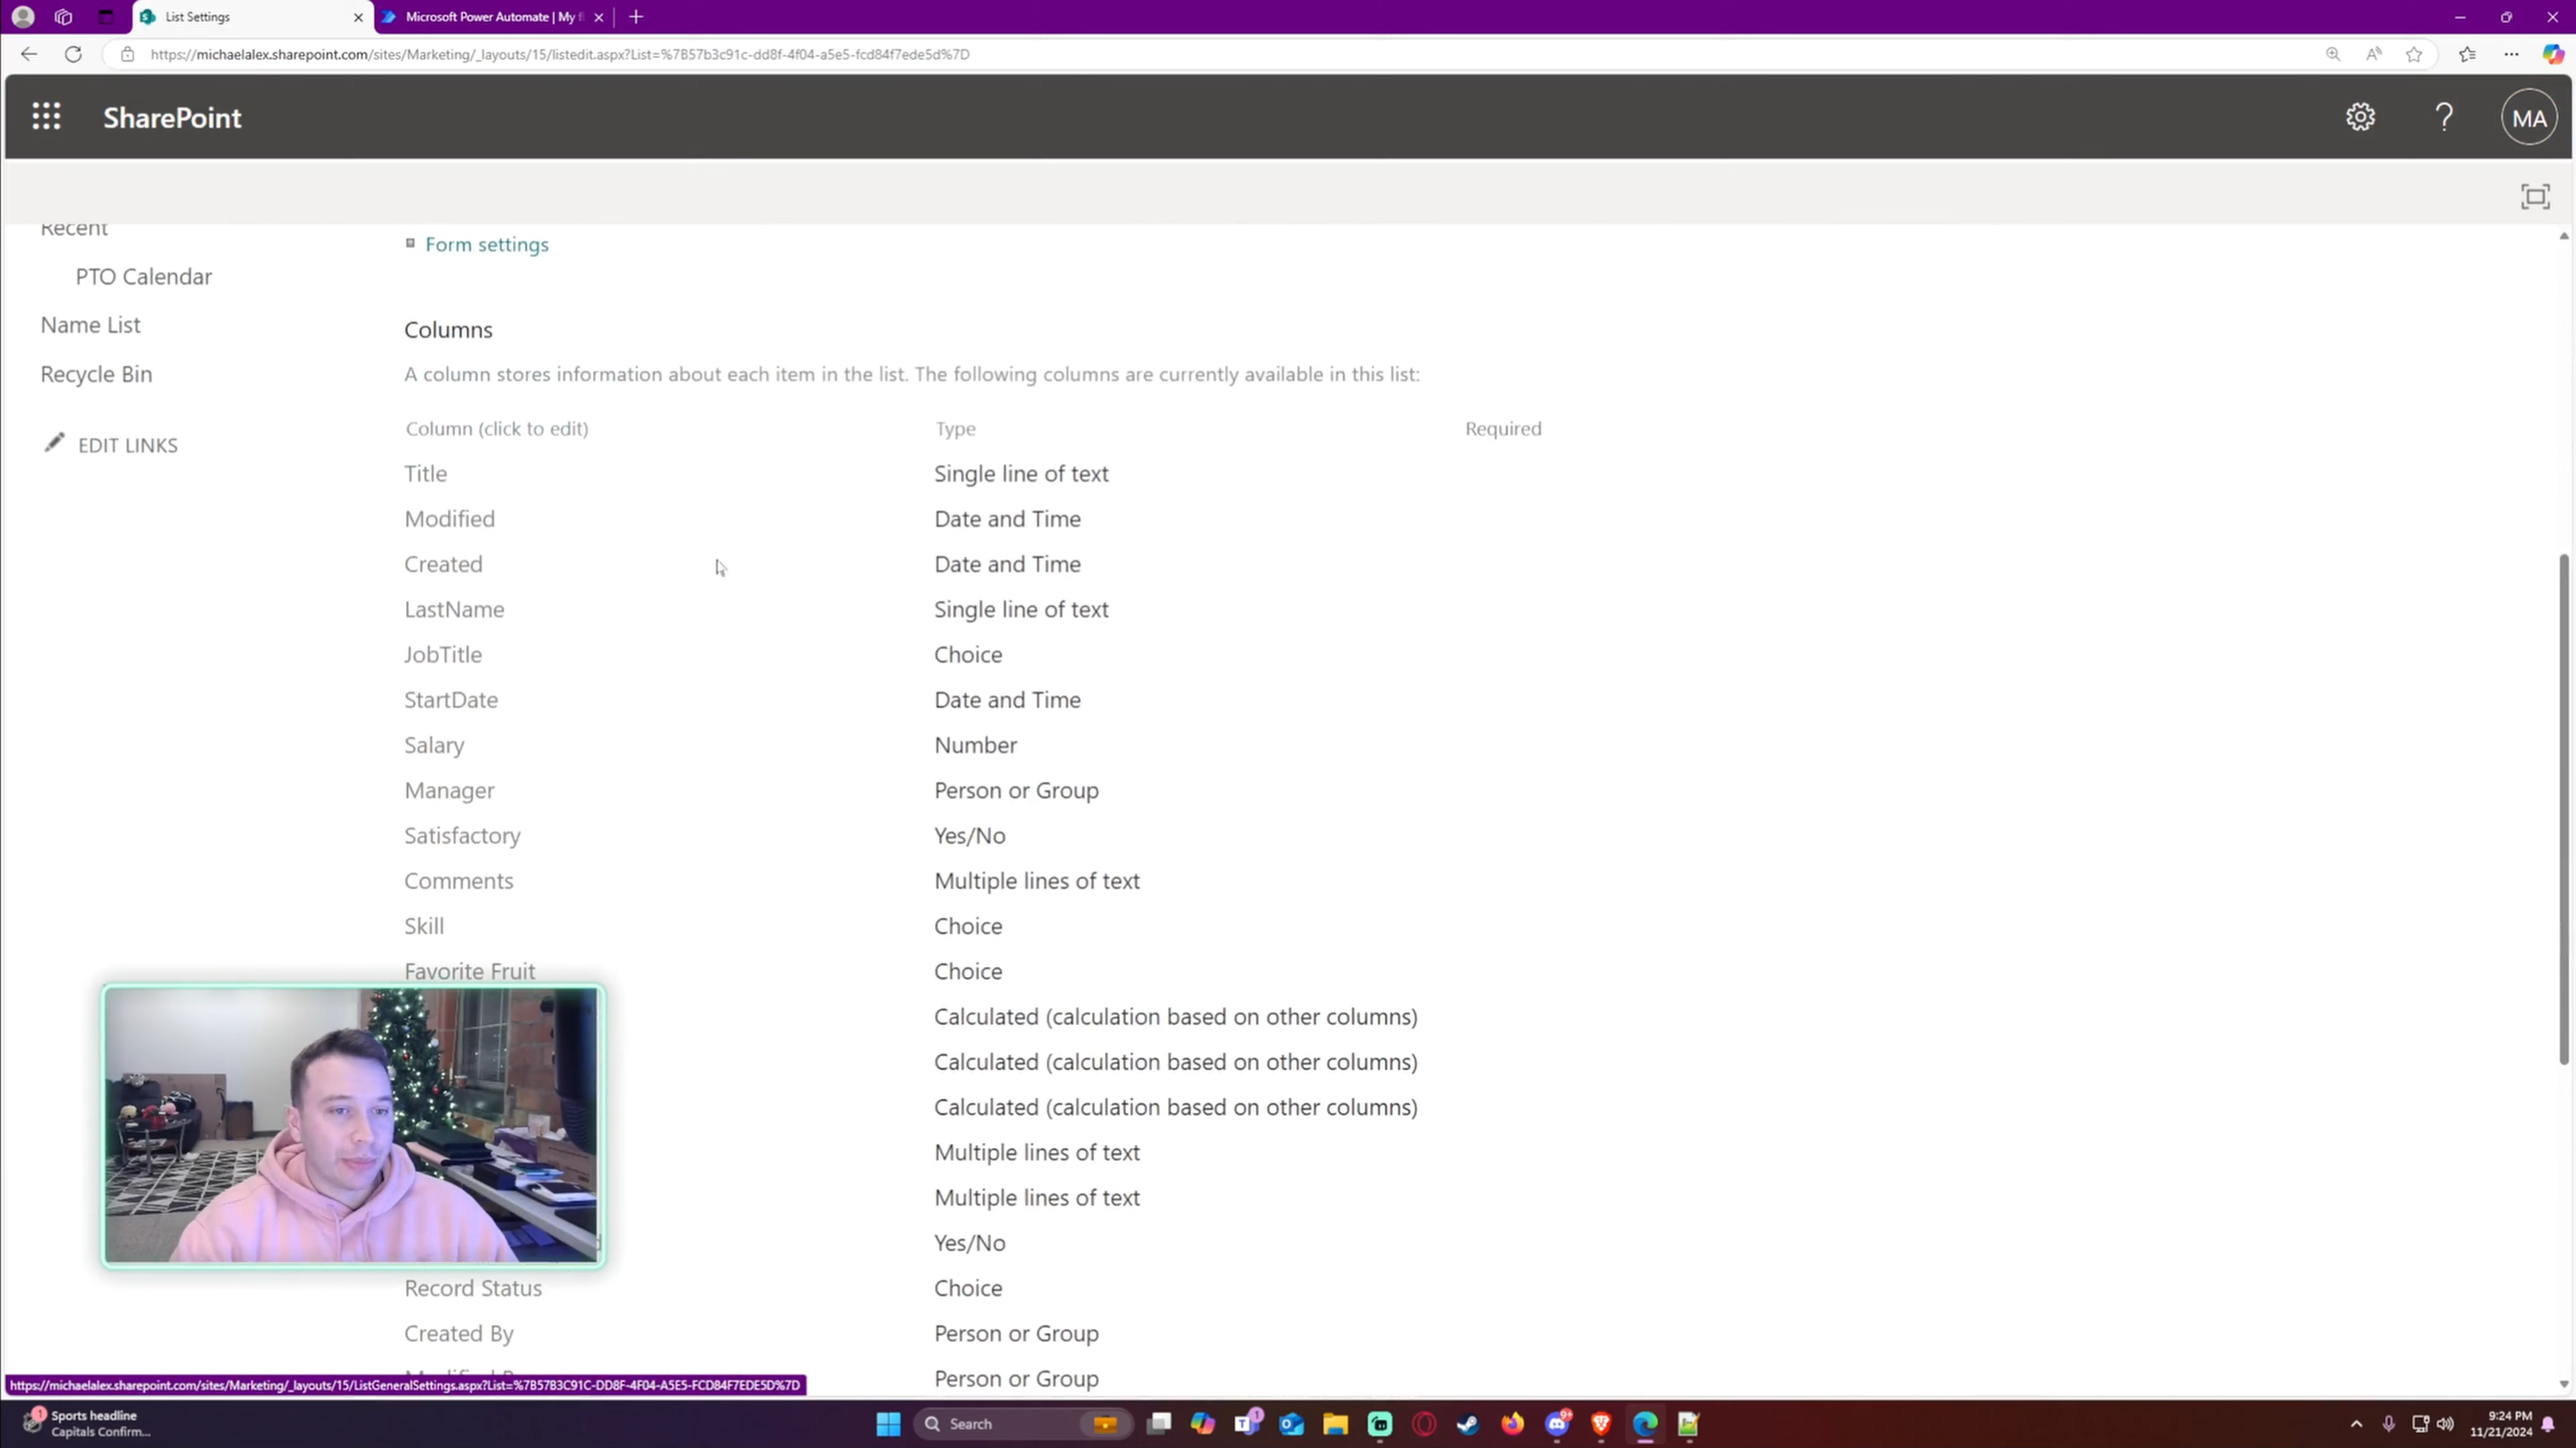 List Settings
Microsoft Power Automate | My f
https://michaelalex.sharepoint.com/sites/Marketing/_layouts/15/listedit.aspx?List=%7B57b3c91c-dd8f-4f04-a5e5-fcd84f7ede5d%7D
SharePoint
MA
Recent
PTO Calendar
Name List
Recycle Bin
EDIT LINKS
Form settings
Columns
A column stores information about each item in the list. The following columns are currently available in this list:
Column (click to edit) Type Required
Title Single line of text
Modified Date and Time
Created Date and Time
LastName Single line of text
JobTitle Choice
StartDate Date and Time
Salary Number
Manager Person or Group
Satisfactory Yes/No
Comments Multiple lines of text
Skill Choice
Favorite Fruit Choice
Calculated (calculation based on other columns)
Calculated (calculation based on other columns)
Calculated (calculation based on other columns)
Multiple lines of text
Multiple lines of text
Yes/No
Record Status Choice
Created By Person or Group
Person or Group
https://michaelalex.sharepoint.com/sites/Marketing/_layouts/15/ListGeneralSettings.aspx?List=%7B57B3C91C-DD8F-4F04-A5E5-FCD84F7EDE5D%7D
1
Sports headline
Capitals Confirm...
Search
1
9+
9:24 PM
11/21/2024